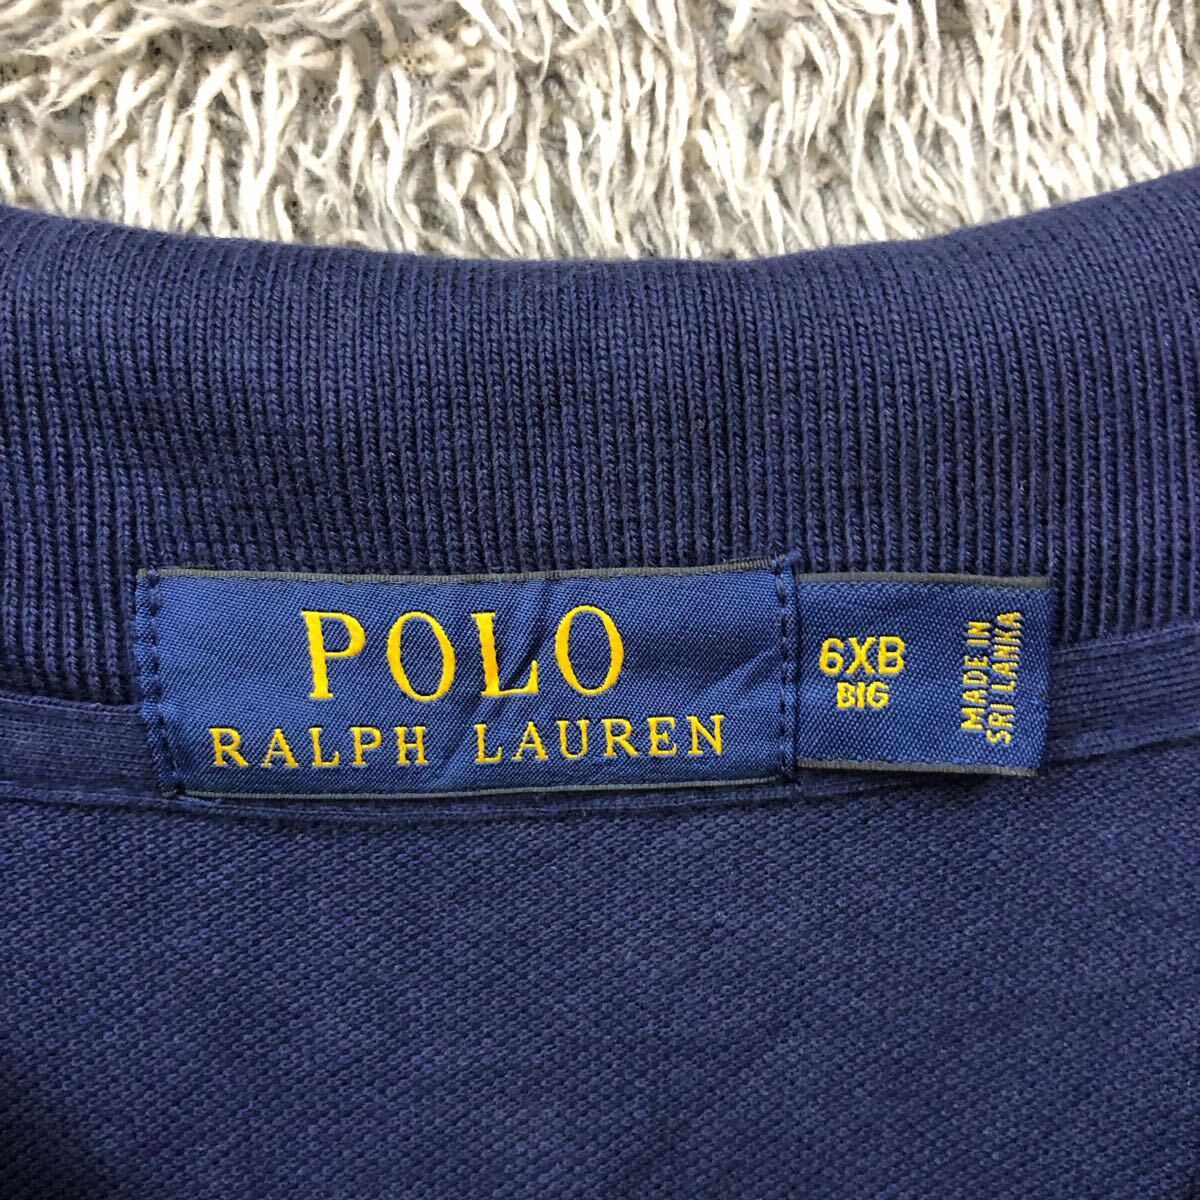 POLO
RALPH LAUREN
6XB
BIG
MADE IN
SRI LANKA